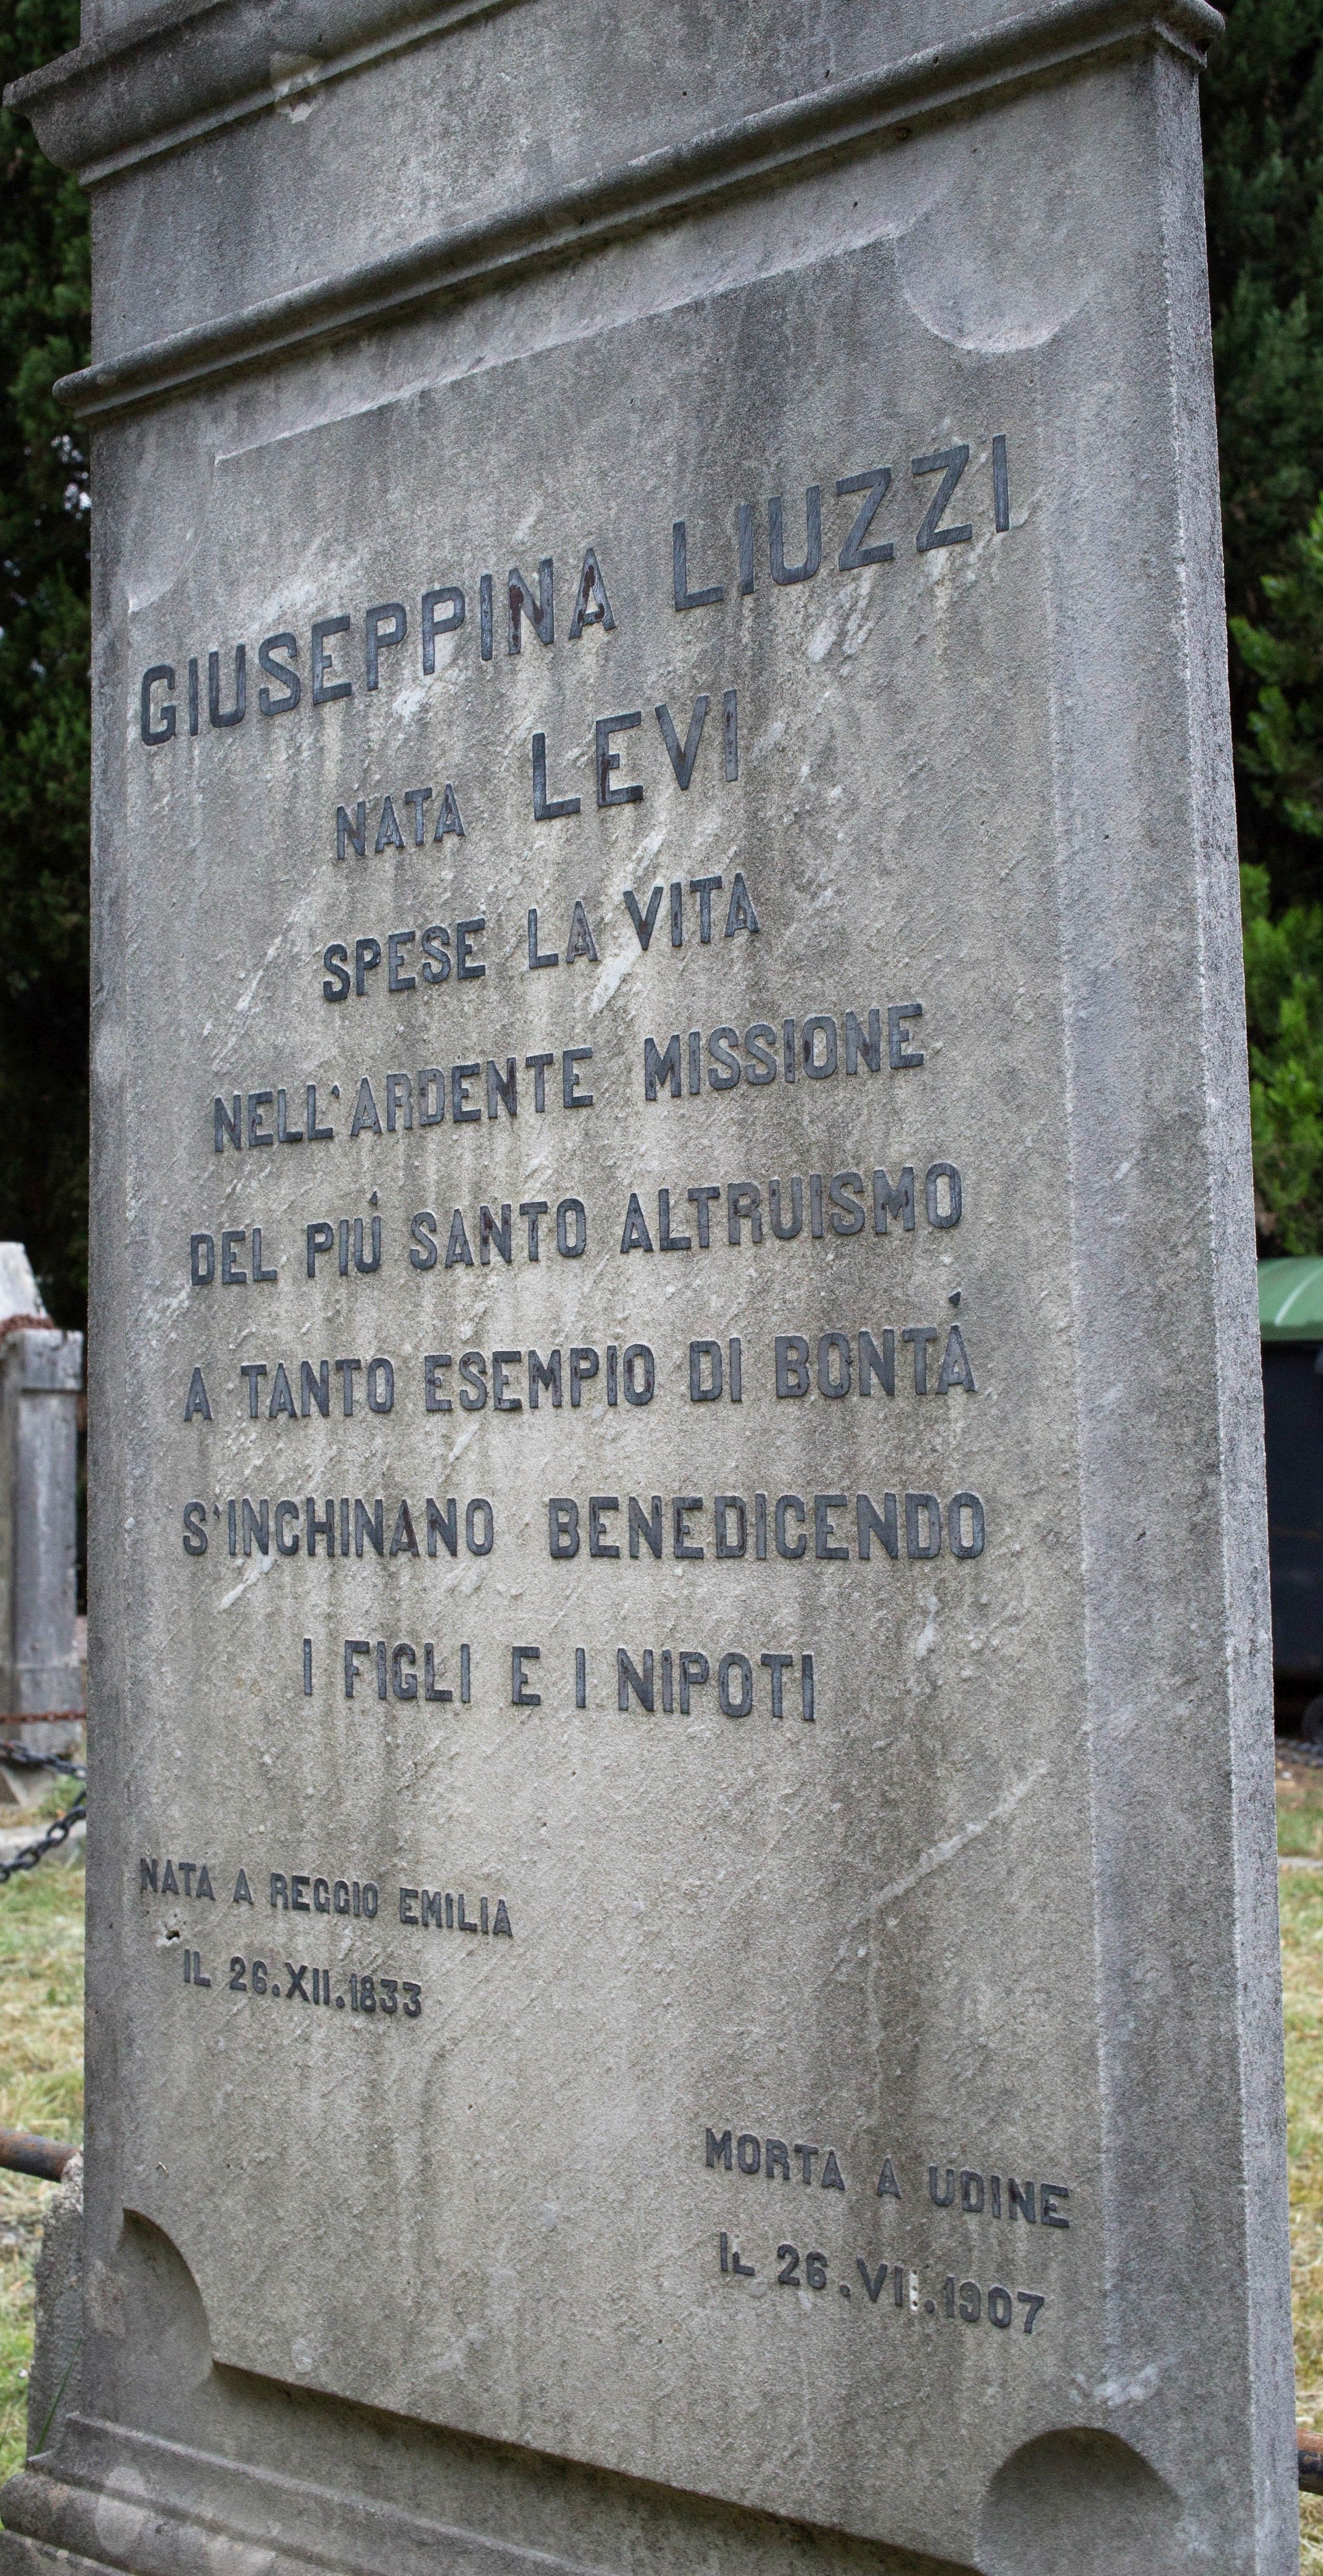 GIUSEPPINA LIUZZI
NATA LEVI
SPESE LA VITA
NELL'ARDENTE MISSIONE
DEL PIÚ SANTO ALTRUISMO
A TANTO ESEMPIO DI BONTÁ
S'INCHINANO BENEDICENDO
I FIGLI E I NIPOTI
NATA A REGGIO EMILIA
IL 26.XII.1833
MORTA A UDINE
IL 26.VII.1907